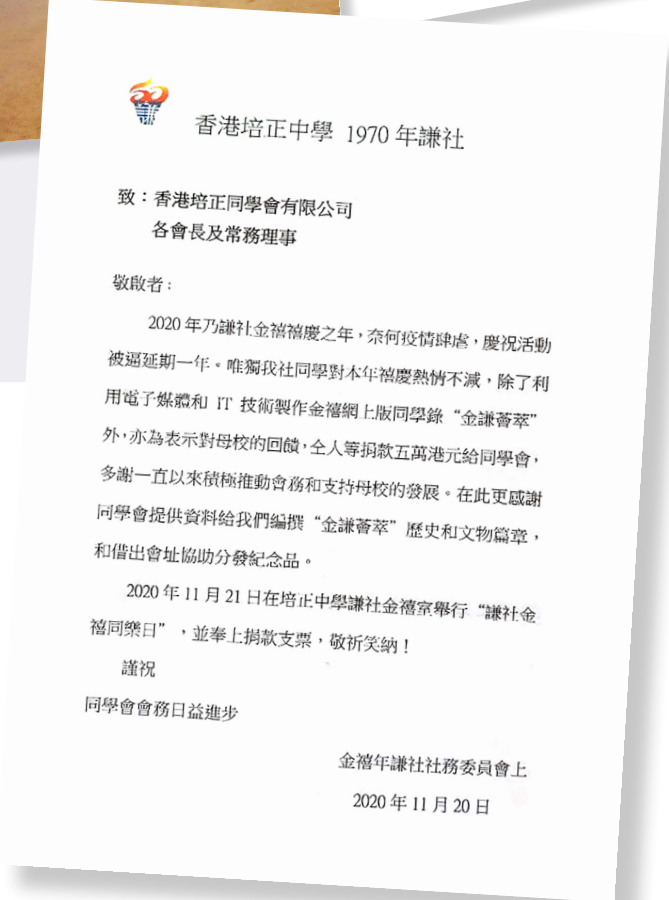 50
香港培正中學 1970 年謙社
致：香港培正同學會有限公司
各會長及常務理事
敬啟者：
2020 年乃謙社金禧禧慶之年，奈何疫情肆虐，慶祝活動
被逼延期一年。唯獨我社同學對本年禧慶熱情不減，除了利
用電子媒體和 IT 技術製作金禧網上版同學錄“金謙薈萃”
外，亦為表示對母校的回饋，仝人等捐款五萬港元給同學會，
多謝一直以來積極推動會務和支持母校的發展。在此更感謝
同學會提供資料給我們編撰“金謙薈萃”歷史和文物篇章，
和借出會址協助分發紀念品。
2020 年 11 月 21 日在培正中學謙社金禧室舉行“謙社金
禧同樂日”，並奉上捐款支票，敬祈笑納！
謹祝
同學會會務日益進步
金禧年謙社社務委員會上
2020 年 11 月 20 日